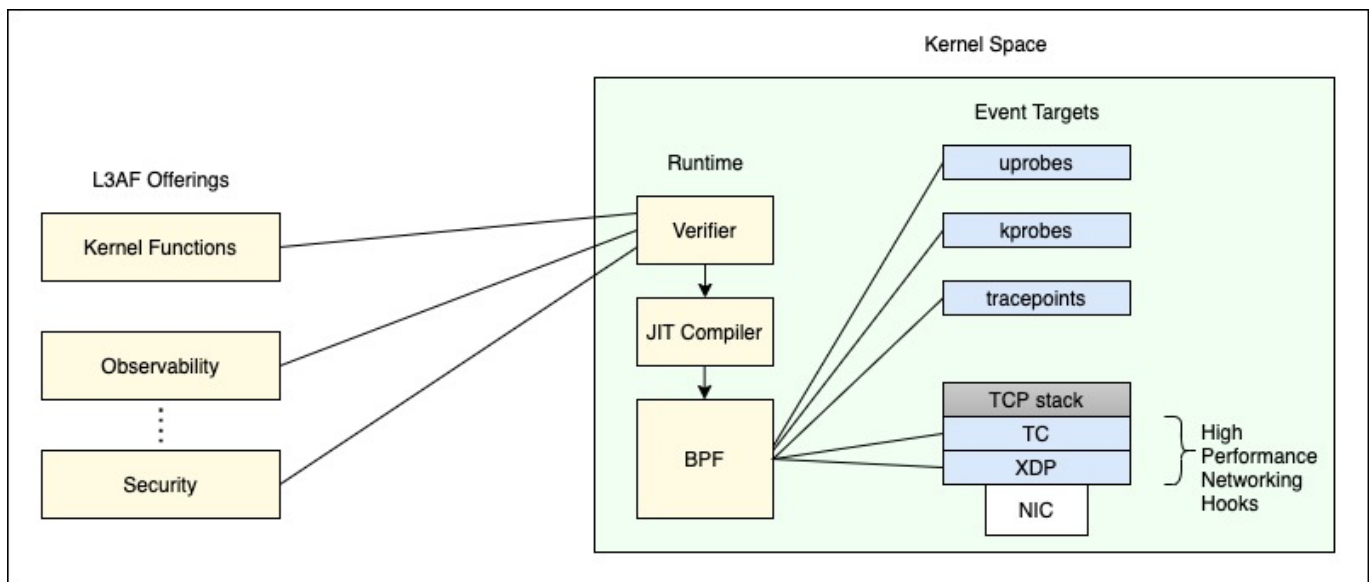 Kernel Space
L3AF Offerings
Kernel Functions
Observability
Security
Runtime
Verifier
JIT Compiler
BPF
Event Targets
uprobes
kprobes
tracepoints
TCP stack
TC
XDP
NIC
High
Performance
Networking
Hooks